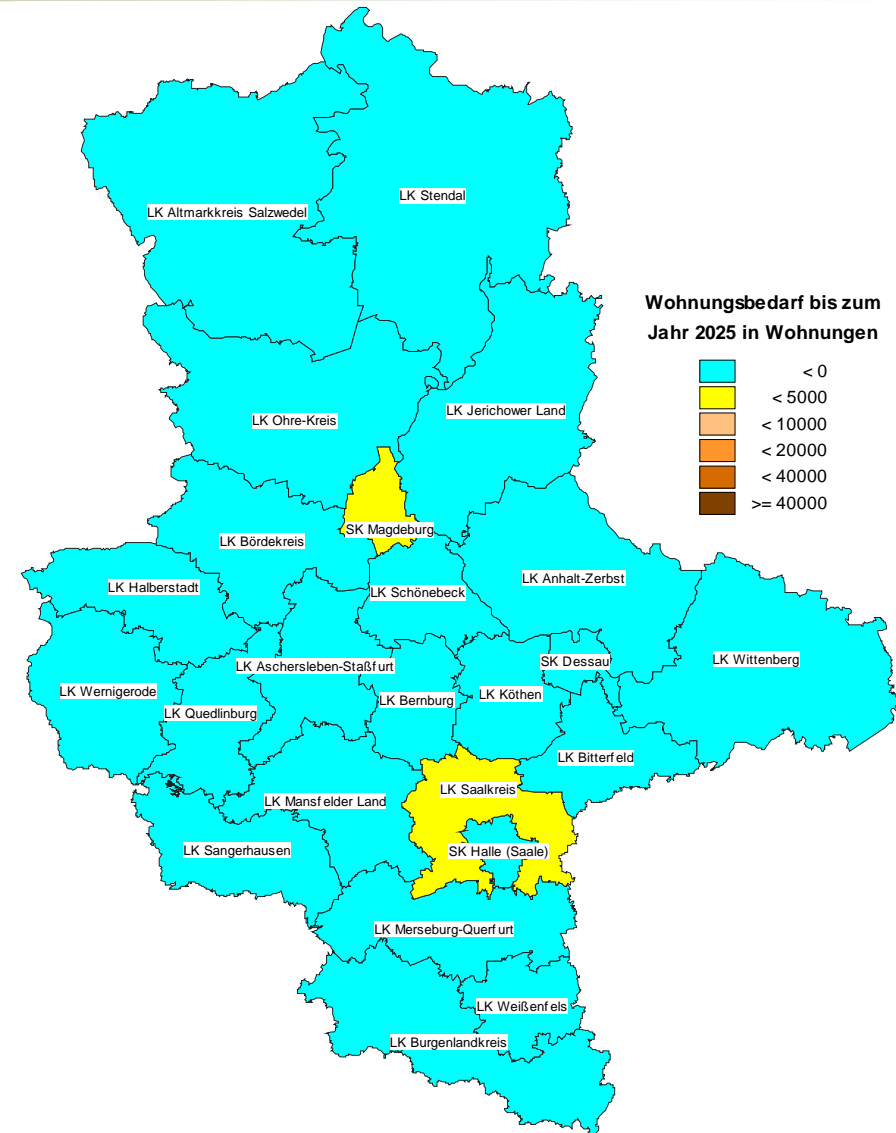 LK Stendal
LK Altmarkkreis Salzwedel
Wohnungsbedarf bis zum
Jahr 2025 in Wohnungen
< 0
< 5000
< 10000
< 20000
< 40000
>= 40000
LK Jerichower Land
LK Ohre-Kreis
SK Magdeburg
LK Bördekreis
LK Anhalt-Zerbst
LK Halberstadt
LK Schönebeck
SK Dessau
LK Wittenberg
LK Aschersleben-Staßfurt
LK Wernigerode
LK Köthen
LK Bernburg
LK Quedlinburg
LK Bitterfeld
LK Saalkreis
LK Mansfelder Land
SK Halle (Saale)
LK Sangerhausen
LK Merseburg-Querfurt
LK Weißenfels
LK Burgenlandkreis